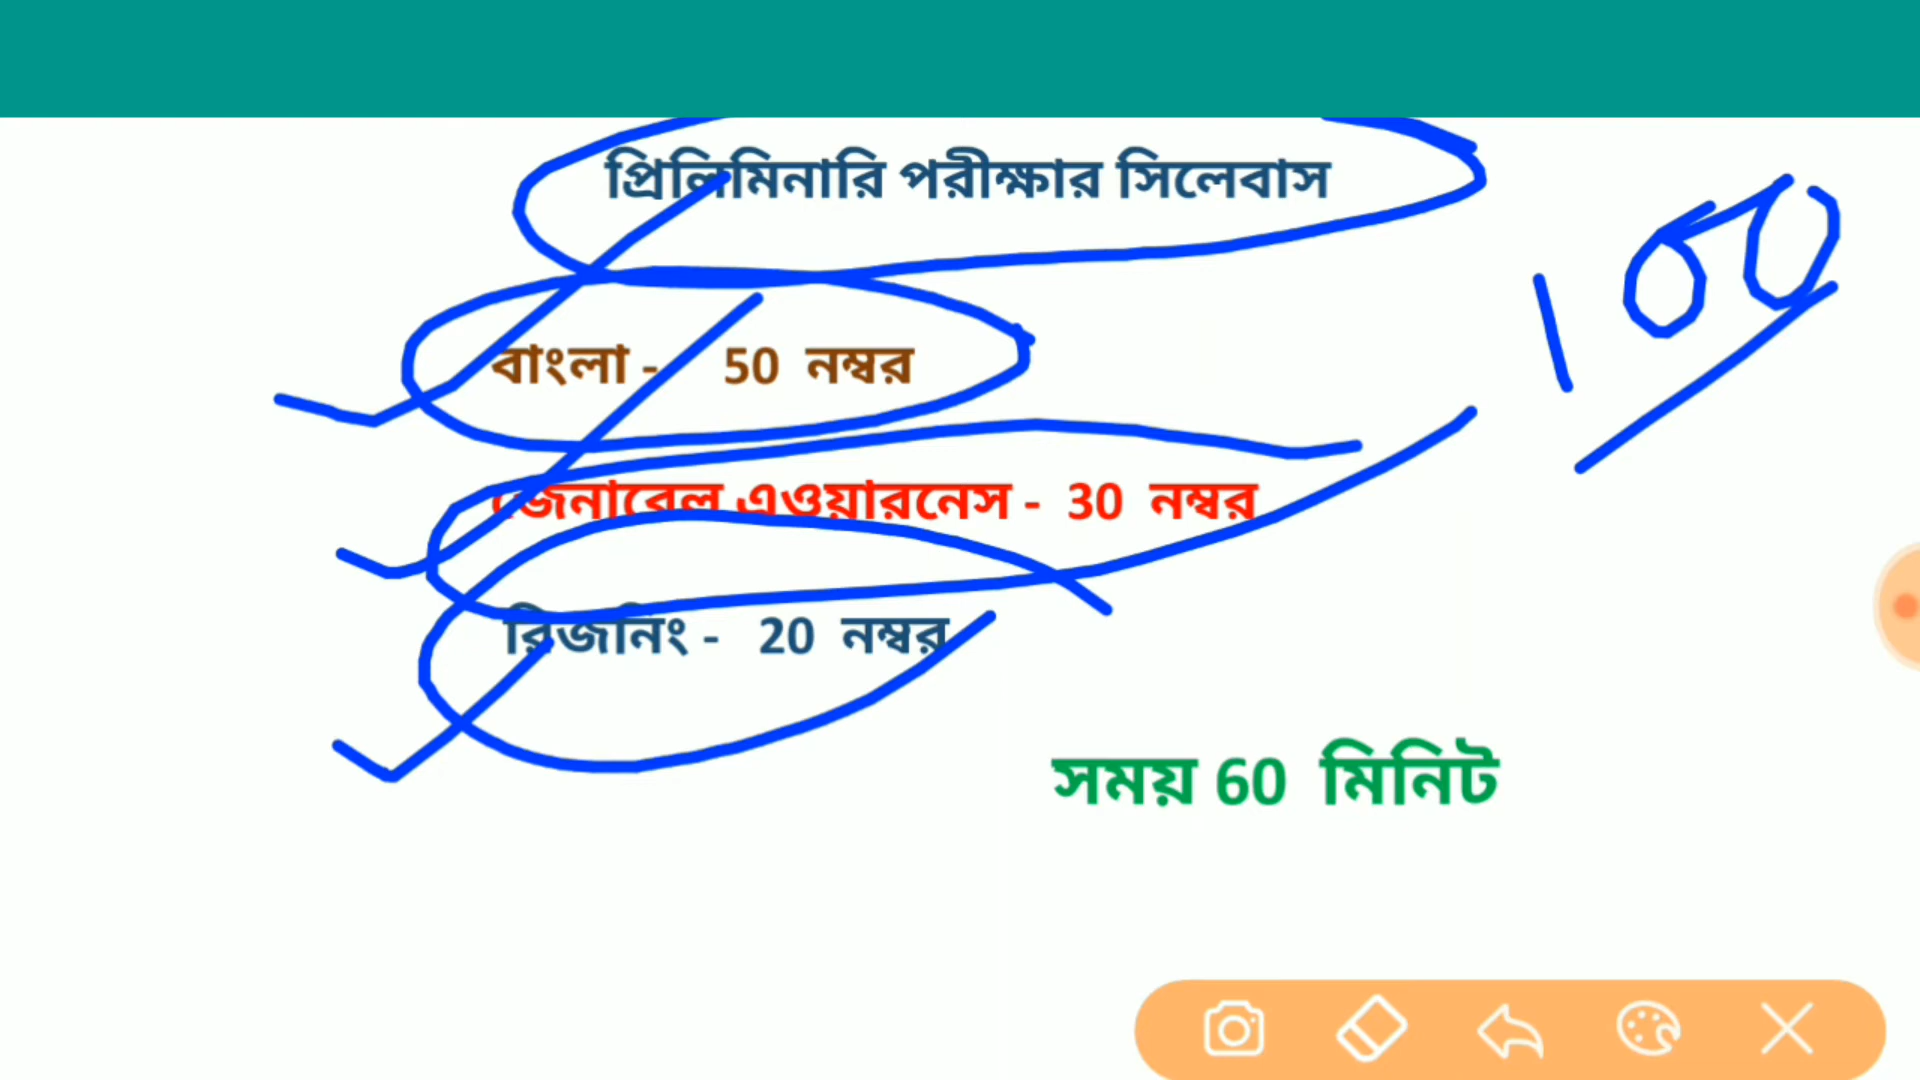 প্রিলিমিনারি পরীক্ষার সিলেবাস
100
বাংলা - 50 নম্বর
জেনারেল এওয়ারনেস - 30 নম্বর
রিজনিং - 20 নম্বর
সময় 60 মিনিট